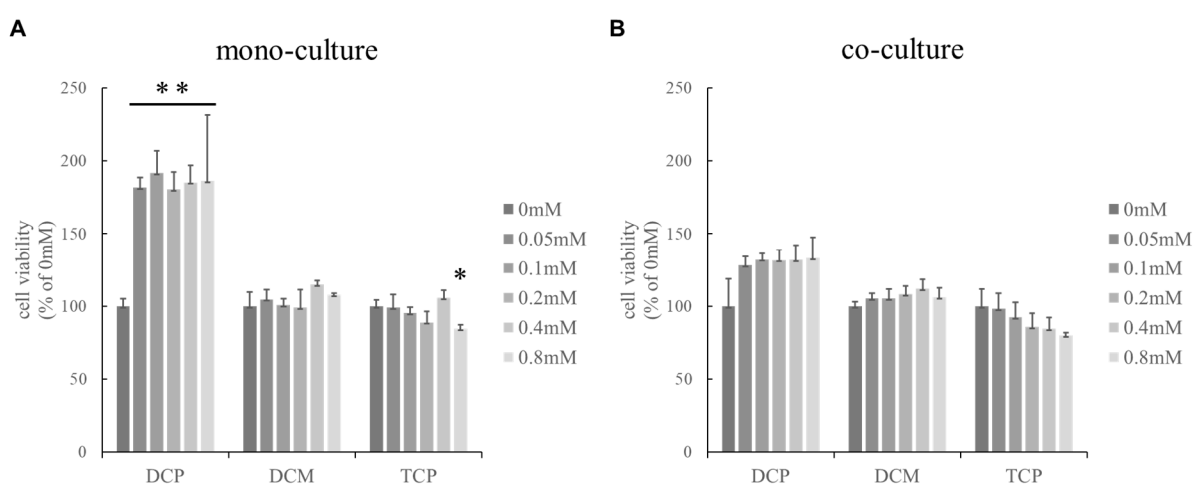 A
mono-culture
250
* *
200
150
100
50
0
cell viability
(% of 0mM)
*
DCP
DCM
TCP
0mM
0.05mM
0.1mM
0.2mM
0.4mM
0.8mM
B
co-culture
250
200
150
100
50
0
cell viability
(% of 0mM)
DCP
DCM
TCP
0mM
0.05mM
0.1mM
0.2mM
0.4mM
0.8mM